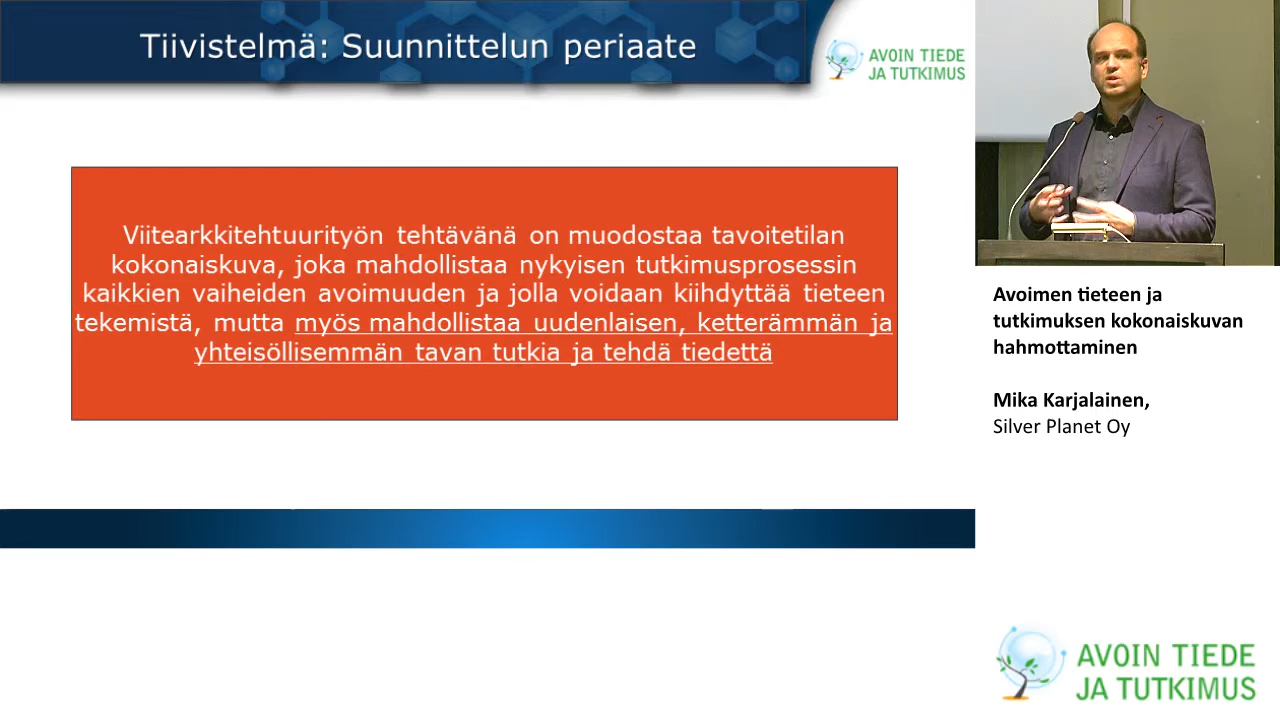 Tiivistelmä: Suunnittelun periaate
AVOIN TIEDE
JA TUTKIMUS
Viitearkkitehtuurityön tehtävänä on muodostaa tavoitetilan
kokonaiskuva, joka mahdollistaa nykyisen tutkimusprosessin
kaikkien vaiheiden avoimuuden ja jolla voidaan kiihdyttää tieteen
tekemistä, mutta myös mahdollistaa uudenlaisen, ketterämmän ja
yhteisöllisemmän tavan tutkia ja tehdä tiedettä
Avoimen tieteen ja
tutkimuksen kokonaiskuvan
hahmottaminen
Mika Karjalainen,
Silver Planet Oy
AVOIN TIEDE
JA TUTKIMUS